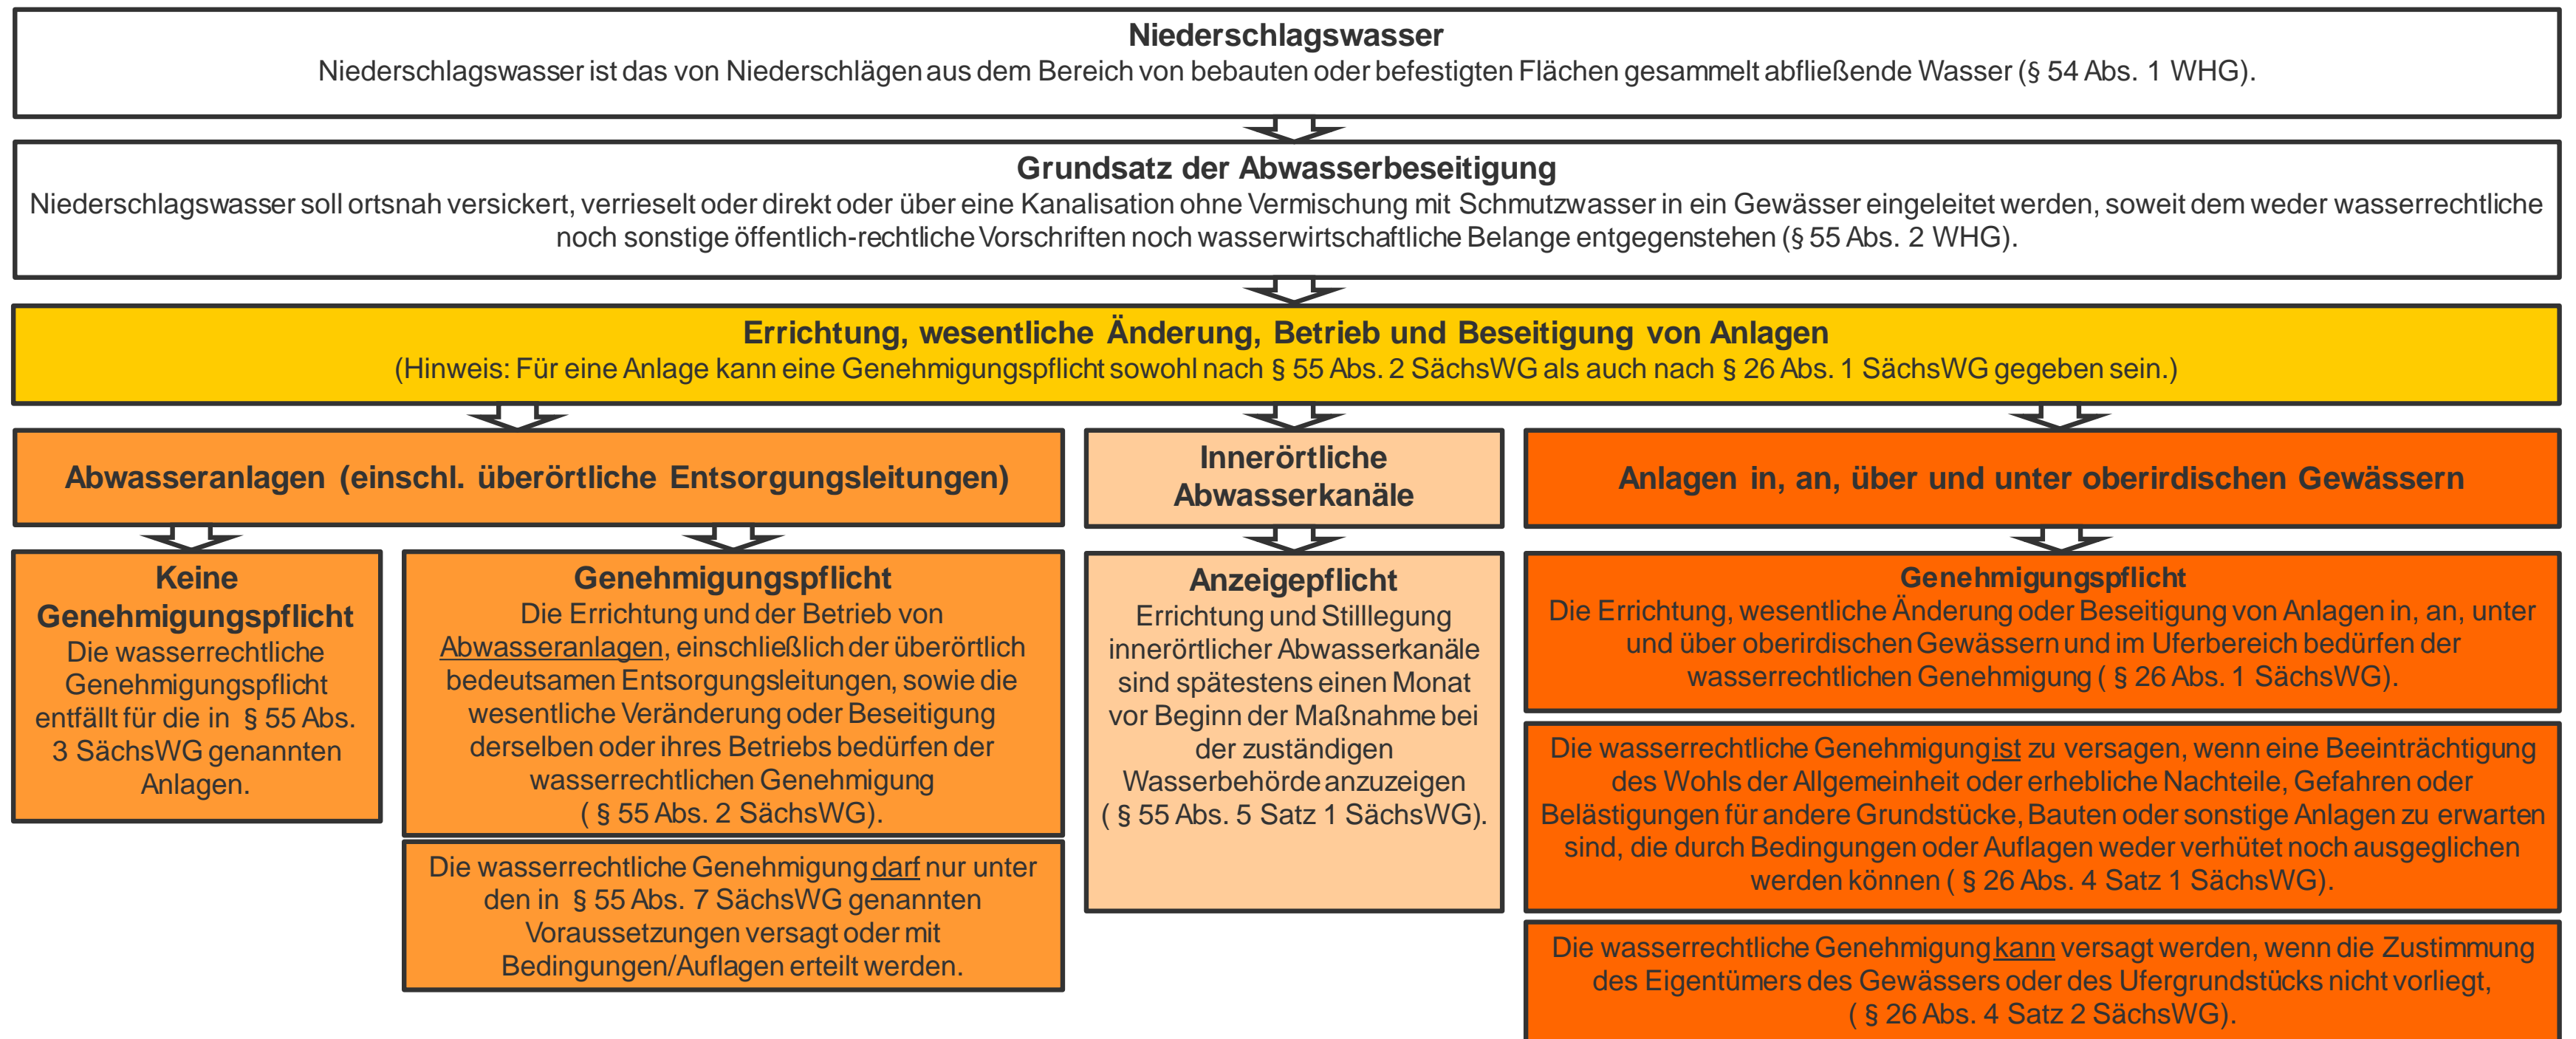 Niederschlagswasser
Niederschlagswasser ist das von Niederschlägen aus dem Bereich von bebauten oder befestigten Flächen gesammelt abfließende Wasser (§ 54 Abs. 1 WHG).
Grundsatz der Abwasserbeseitigung
Niederschlagswasser soll ortsnah versickert, verrieselt oder direkt oder über eine Kanalisation ohne Vermischung mit Schmutzwasser in ein Gewässer eingeleitet werden, soweit dem weder wasserrechtliche
noch sonstige öffentlich-rechtliche Vorschriften noch wasserwirtschaftliche Belange entgegenstehen (§ 55 Abs. 2 WHG).
Errichtung, wesentliche Änderung, Betrieb und Beseitigung von Anlagen
(Hinweis: Für eine Anlage kann eine Genehmigungspflicht sowohl nach § 55 Abs. 2 SächsWG als auch nach § 26 Abs. 1 SächsWG gegeben sein.)
Abwasseranlagen (einschl. überörtliche Entsorgungsleitungen)
Keine
Genehmigungspflicht
Die wasserrechtliche
Genehmigungspflicht
entfällt für die in § 55 Abs.
3 SächsWG genannten
Anlagen.
Genehmigungspflicht
Die Errichtung und der Betrieb von
Abwasseranlagen, einschließlich der überörtlich
bedeutsamen Entsorgungsleitungen, sowie die
wesentliche Veränderung oder Beseitigung
derselben oder ihres Betriebs bedürfen der
wasserrechtlichen Genehmigung
( § 55 Abs. 2 SächsWG).
Die wasserrechtliche Genehmigung darf nur unter
den in § 55 Abs. 7 SächsWG genannten
Voraussetzungen versagt oder mit
Bedingungen/Auflagen erteilt werden.
Innerörtliche
Abwasserkanäle
Anzeigepflicht
Errichtung und Stilllegung
innerörtlicher Abwasserkanäle
sind spätestens einen Monat
vor Beginn der Maßnahme bei
der zuständigen
Wasserbehörde anzuzeigen
( § 55 Abs. 5 Satz 1 SächsWG).
Anlagen in, an, über und unter oberirdischen Gewässern
Genehmigungspflicht
Die Errichtung, wesentliche Änderung oder Beseitigung von Anlagen in, an, unter
und über oberirdischen Gewässern und im Uferbereich bedürfen der
wasserrechtlichen Genehmigung ( § 26 Abs. 1 SächsWG).
Die wasserrechtliche Genehmigung ist zu versagen, wenn eine Beeinträchtigung
des Wohls der Allgemeinheit oder erhebliche Nachteile, Gefahren oder
Belästigungen für andere Grundstücke, Bauten oder sonstige Anlagen zu erwarten
sind, die durch Bedingungen oder Auflagen weder verhütet noch ausgeglichen
werden können ( § 26 Abs. 4 Satz 1 SächsWG).
Die wasserrechtliche Genehmigung kann versagt werden, wenn die Zustimmung
des Eigentümers des Gewässers oder des Ufergrundstücks nicht vorliegt,
( § 26 Abs. 4 Satz 2 SächsWG).